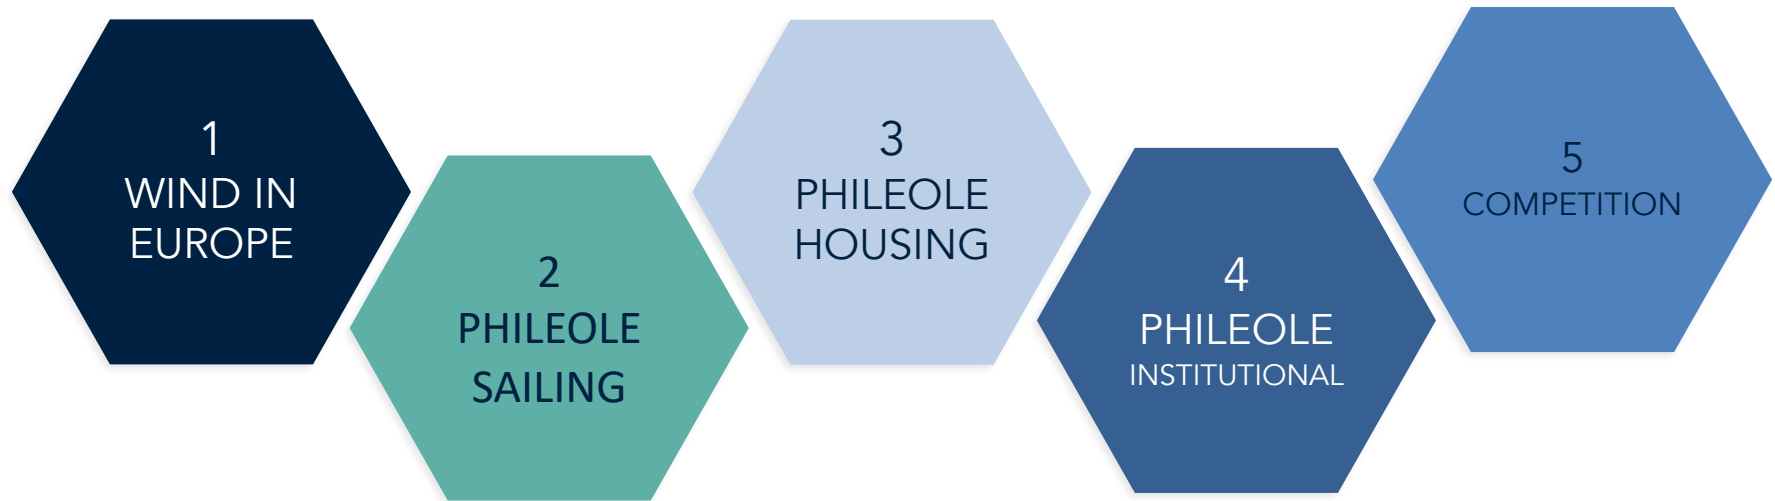 1
WIND IN
EUROPE
2
PHILEOLE
SAILING
3
PHILEOLE
HOUSING
4
PHILEOLE
INSTITUTIONAL
5
COMPETITION